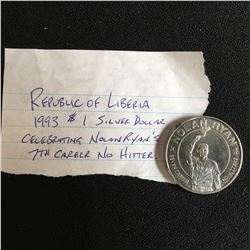 REPUBLIC OF LIBERIA
1993 $1 SILVER DOLLAR
CELEBRATING NOLAN RYAN'S
7TH CAREER NO HITTER.
NOLAN RYAN